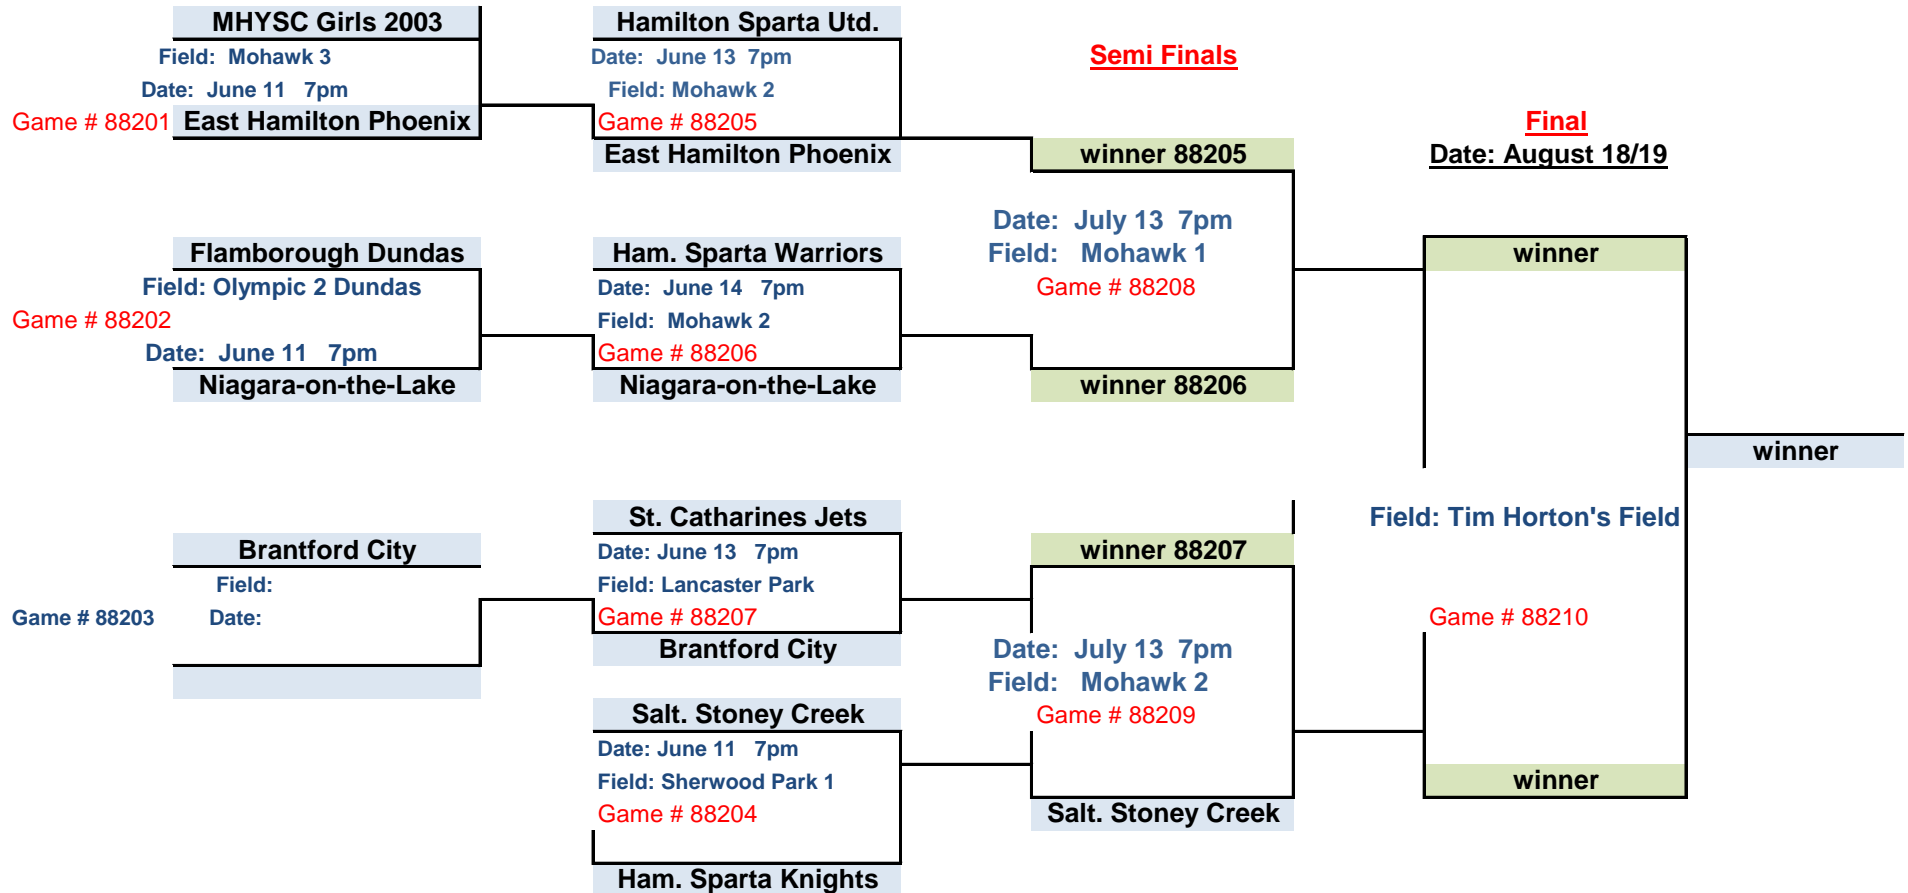 MHYSC Girls 2003
Field:  Mohawk 3
Date:  June 11   7pm
Game # 88201
East Hamilton Phoenix
Flamborough Dundas
Field: Olympic 2 Dundas
Game # 88202
Date:  June 11   7pm
Niagara-on-the-Lake
Brantford City
Field:
Game # 88203
Date:
Hamilton Sparta Utd.
Date:  June 13  7pm
Field: Mohawk 2
Game # 88205
East Hamilton Phoenix
Ham. Sparta Warriors
Date:  June 14   7pm
Field:  Mohawk 2
Game # 88206
Niagara-on-the-Lake
St. Catharines Jets
Date: June 13   7pm
Field: Lancaster Park
Game # 88207
Brantford City
Salt. Stoney Creek
Date: June 11   7pm
Field: Sherwood Park 1
Game # 88204
Ham. Sparta Knights
Semi Finals
winner 88205
Date:  July 13  7pm
Field:   Mohawk 1
Game # 88208
winner 88206
winner 88207
Date:  July 13  7pm
Field:   Mohawk 2
Game # 88209
Salt. Stoney Creek
Final
Date: August 18/19
winner
Field: Tim Horton's Field
Game # 88210
winner
winner